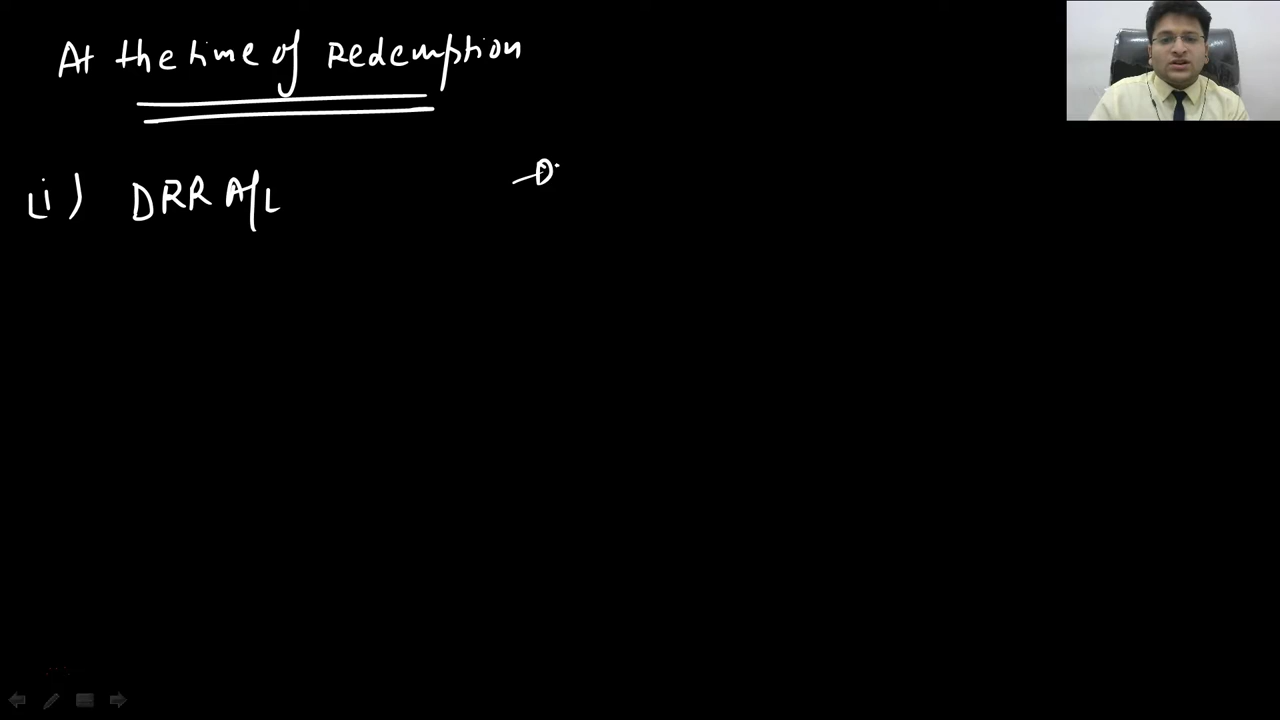 At the time of Redemption
(i) DRR A/c
→ D